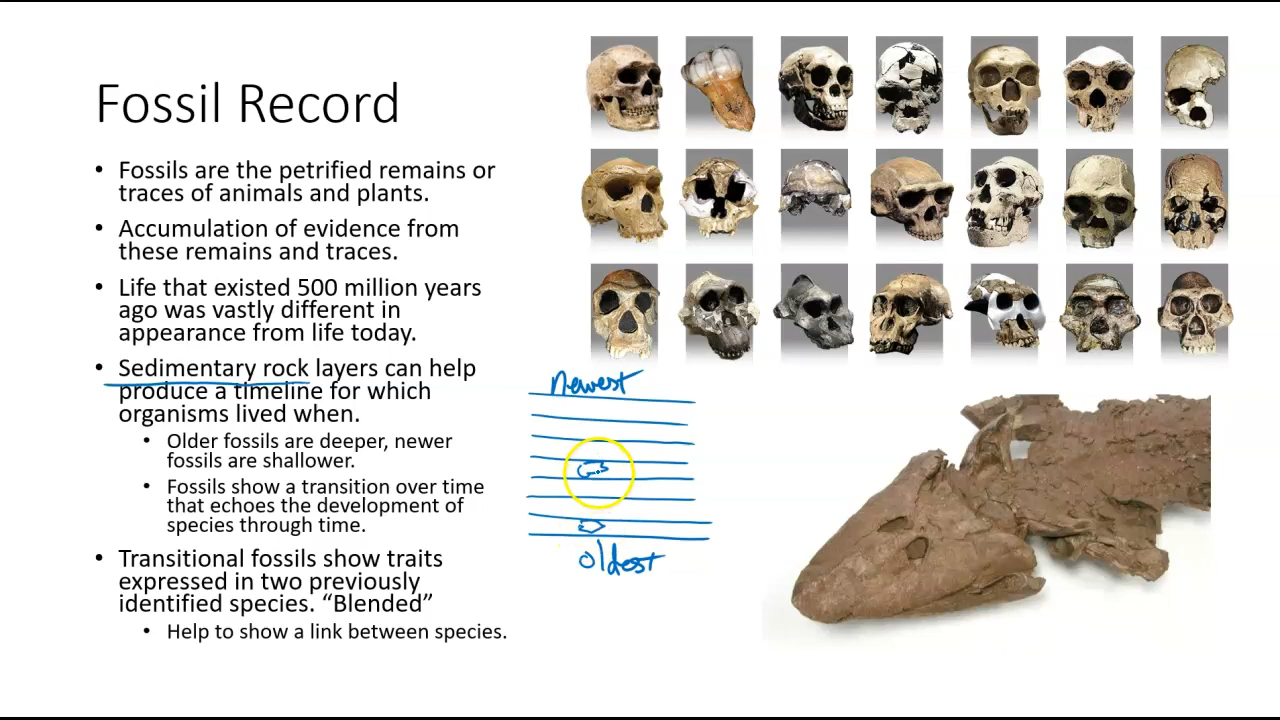 Fossil Record
• Fossils are the petrified remains or
traces of animals and plants.
• Accumulation of evidence from
these remains and traces.
• Life that existed 500 million years
ago was vastly different in
appearance from life today.
• Sedimentary rock layers can help
produce a timeline for which
organisms lived when.
• Older fossils are deeper, newer
fossils are shallower.
• Fossils show a transition over time
that echoes the development of
species through time.
• Transitional fossils show traits
expressed in two previously
identified species. “Blended”
• Help to show a link between species.
newest
oldest